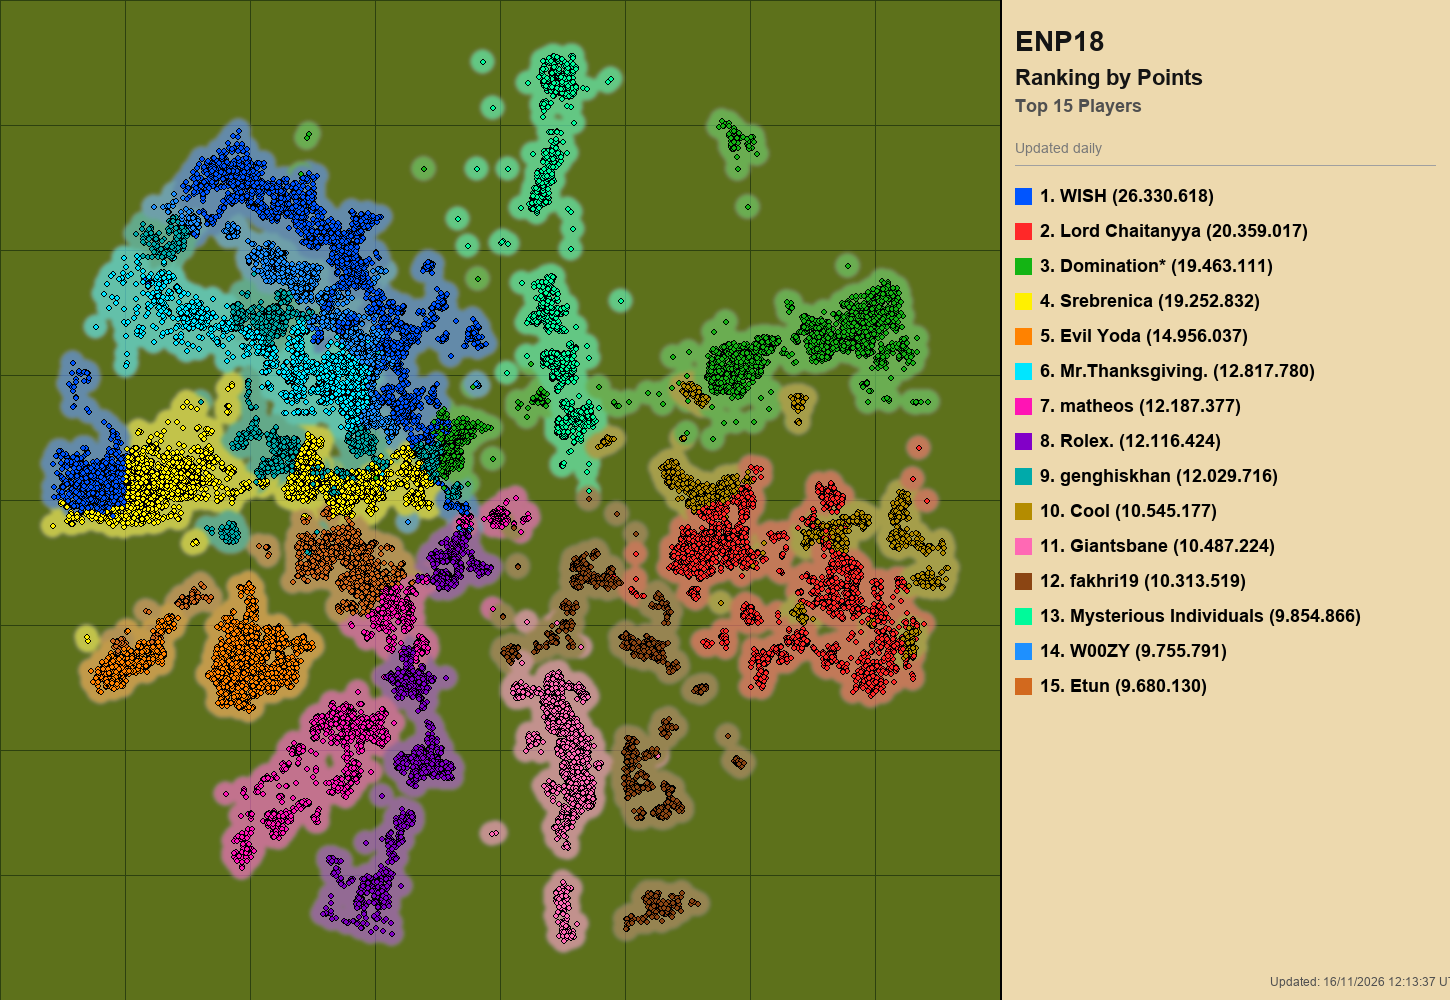 ENP18
Ranking by Points
Top 15 Players
Updated daily
1. WISH (26.330.618)
2. Lord Chaitanyya (20.359.017)
3. Domination* (19.463.111)
4. Srebrenica (19.252.832)
5. Evil Yoda (14.956.037)
6. Mr.Thanksgiving. (12.817.780)
7. matheos (12.187.377)
8. Rolex. (12.116.424)
9. genghiskhan (12.029.716)
10. Cool (10.545.177)
11. Giantsbane (10.487.224)
12. fakhri19 (10.313.519)
13. Mysterious Individuals (9.854.866)
14. W00ZY (9.755.791)
15. Etun (9.680.130)
Updated: 16/11/2026 12:13:37 U